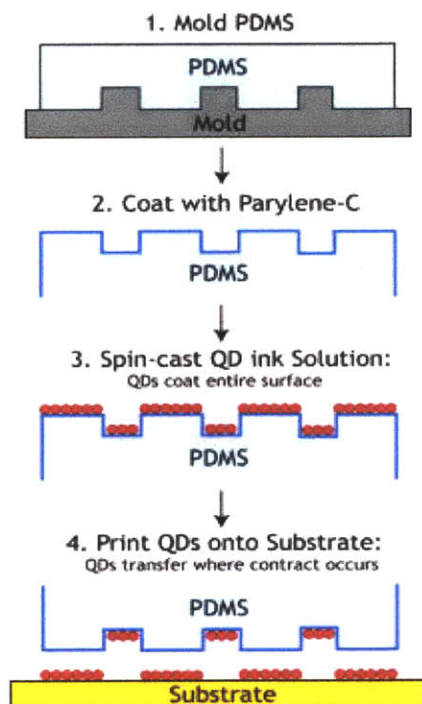 1. Mold PDMS
PDMS
Mold
2. Coat with Parylene-C
PDMS
3. Spin-cast QD ink Solution:
QDs coat entire surface
PDMS
4. Print QDs onto Substrate:
QDs transfer where contract occurs
PDMS
Substrate